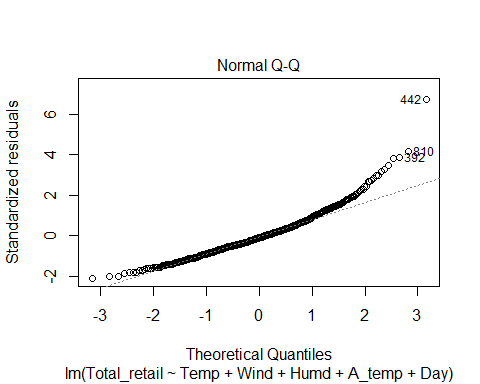 Normal Q-Q
Standardized residuals
6
4
2
0
-2
442
810
392
-3 -2 -1 0 1 2 3
Theoretical Quantiles
lm(Total_retail ~ Temp + Wind + Humd + A_temp + Day)